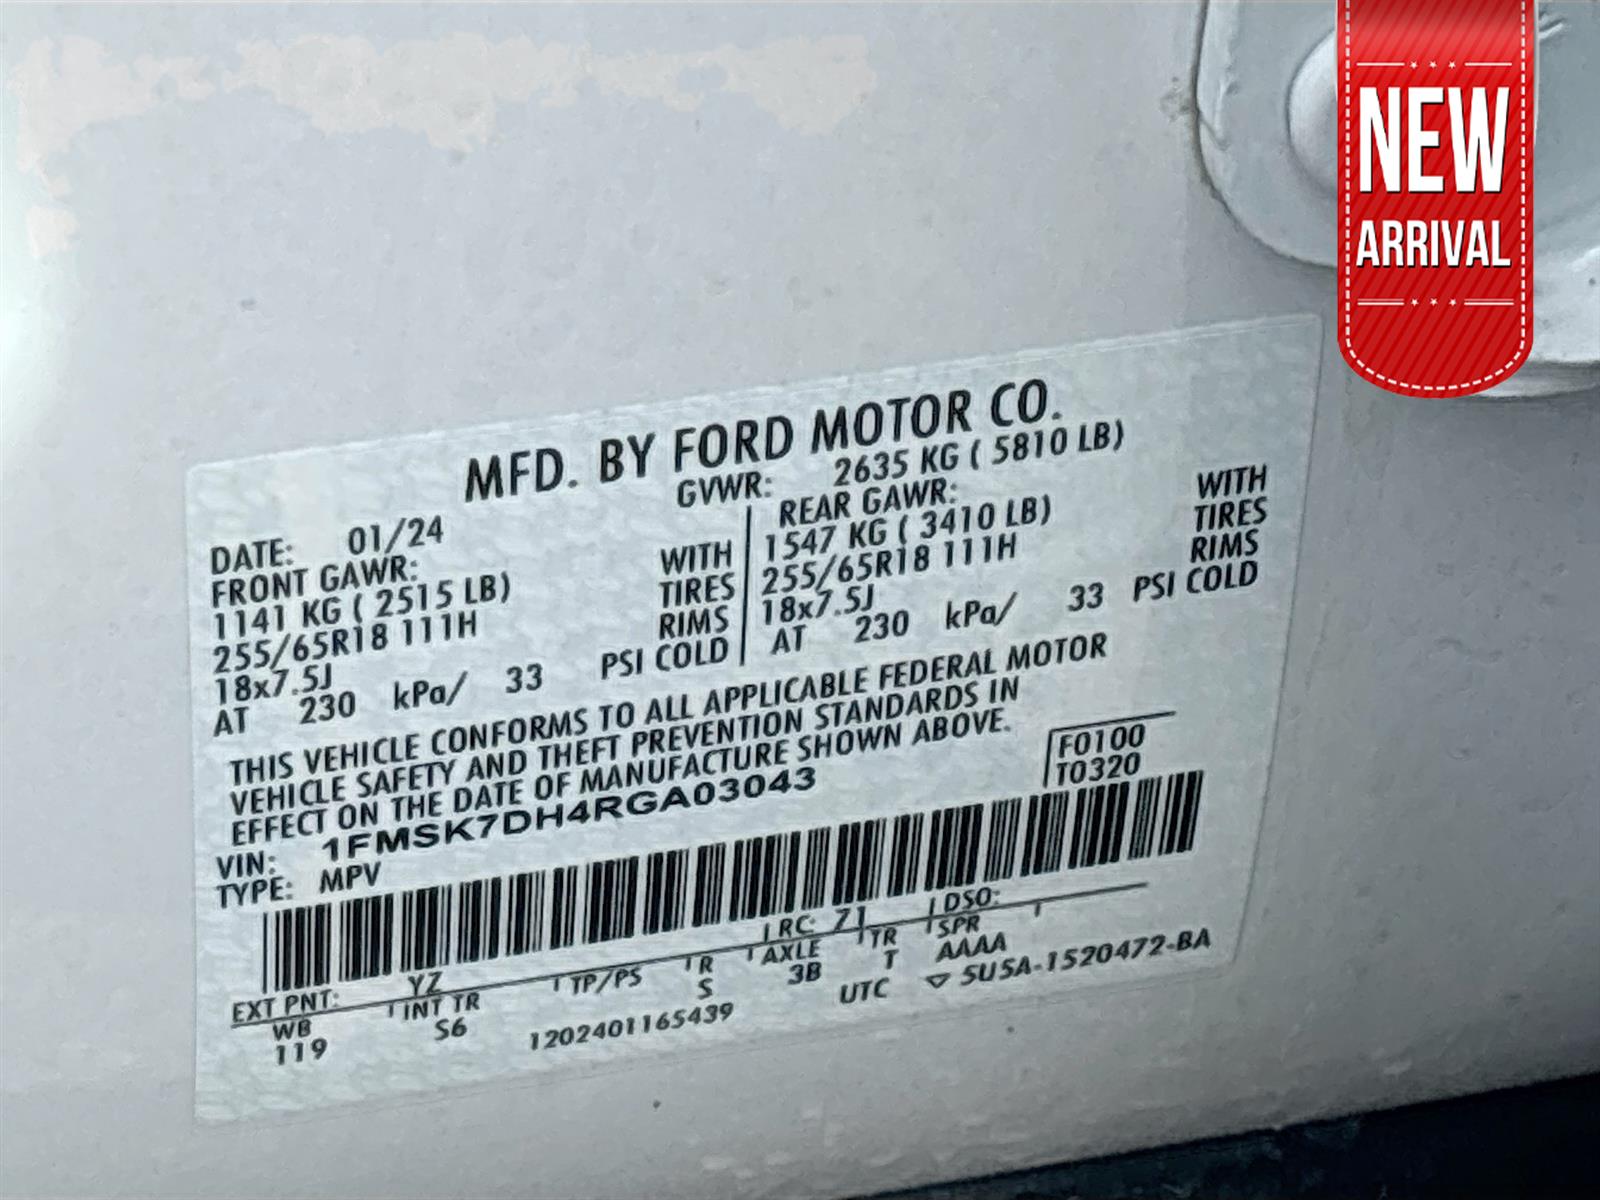 NEW
ARRIVAL
MFD. BY FORD MOTOR CO.
DATE: 01/24 GVWR: 2635 KG ( 5810 LB)
FRONT GAWR: REAR GAWR:
1141 KG ( 2515 LB) WITH 1547 KG ( 3410 LB) WITH
255/65R18 111H TIRES 255/65R18 111H TIRES
18x7.5J RIMS 18x7.5J RIMS
AT 230 kPa/ 33 PSI COLD AT 230 kPa/ 33 PSI COLD
THIS VEHICLE CONFORMS TO ALL APPLICABLE FEDERAL MOTOR
VEHICLE SAFETY AND THEFT PREVENTION STANDARDS IN
EFFECT ON THE DATE OF MANUFACTURE SHOWN ABOVE.
VIN: 1FMSK7DH4RGA03043 F0100
TYPE: MPV T0320
EXT PNT: YZ RC: 71 DSO:
WB INT TR TP/PS R AXLE TR SPR
119 S6 S 3B T AAAA
1202401165439 UTC ▽ 5U5A-1520472-BA